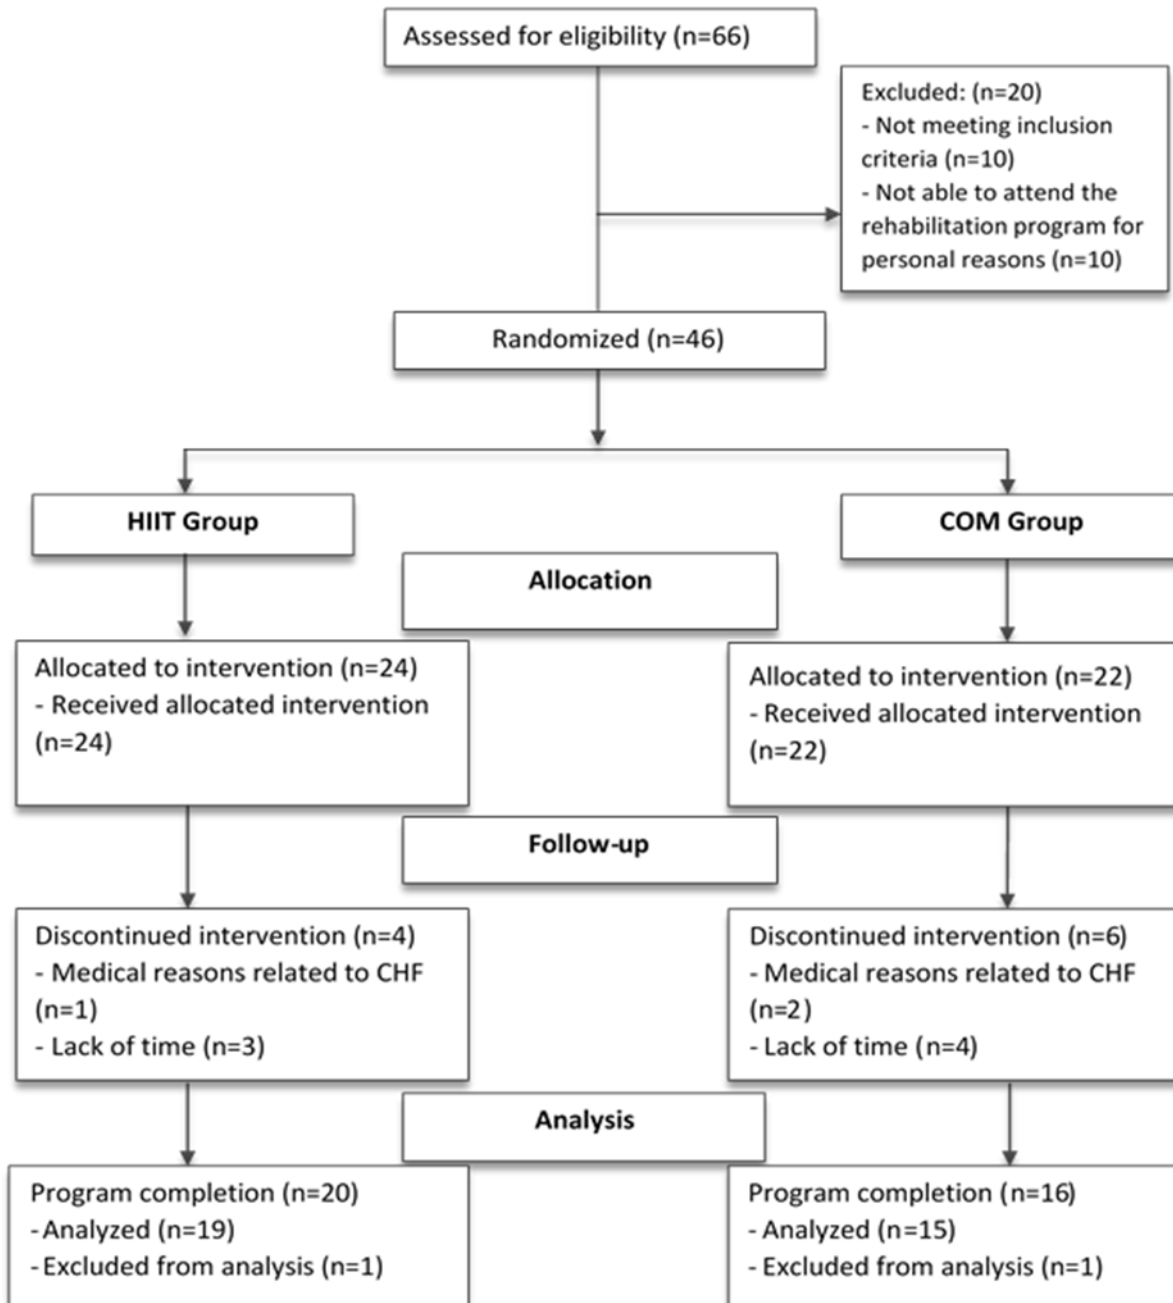 Assessed for eligibility (n=66)
Excluded: (n=20)
- Not meeting inclusion
criteria (n=10)
- Not able to attend the
rehabilitation program for
personal reasons (n=10)
Randomized (n=46)
HIIT Group
COM Group
Allocation
Allocated to intervention (n=24)
- Received allocated intervention
(n=24)
Allocated to intervention (n=22)
- Received allocated intervention
(n=22)
Follow-up
Discontinued intervention (n=4)
- Medical reasons related to CHF
(n=1)
- Lack of time (n=3)
Discontinued intervention (n=6)
- Medical reasons related to CHF
(n=2)
- Lack of time (n=4)
Analysis
Program completion (n=20)
- Analyzed (n=19)
- Excluded from analysis (n=1)
Program completion (n=16)
- Analyzed (n=15)
- Excluded from analysis (n=1)